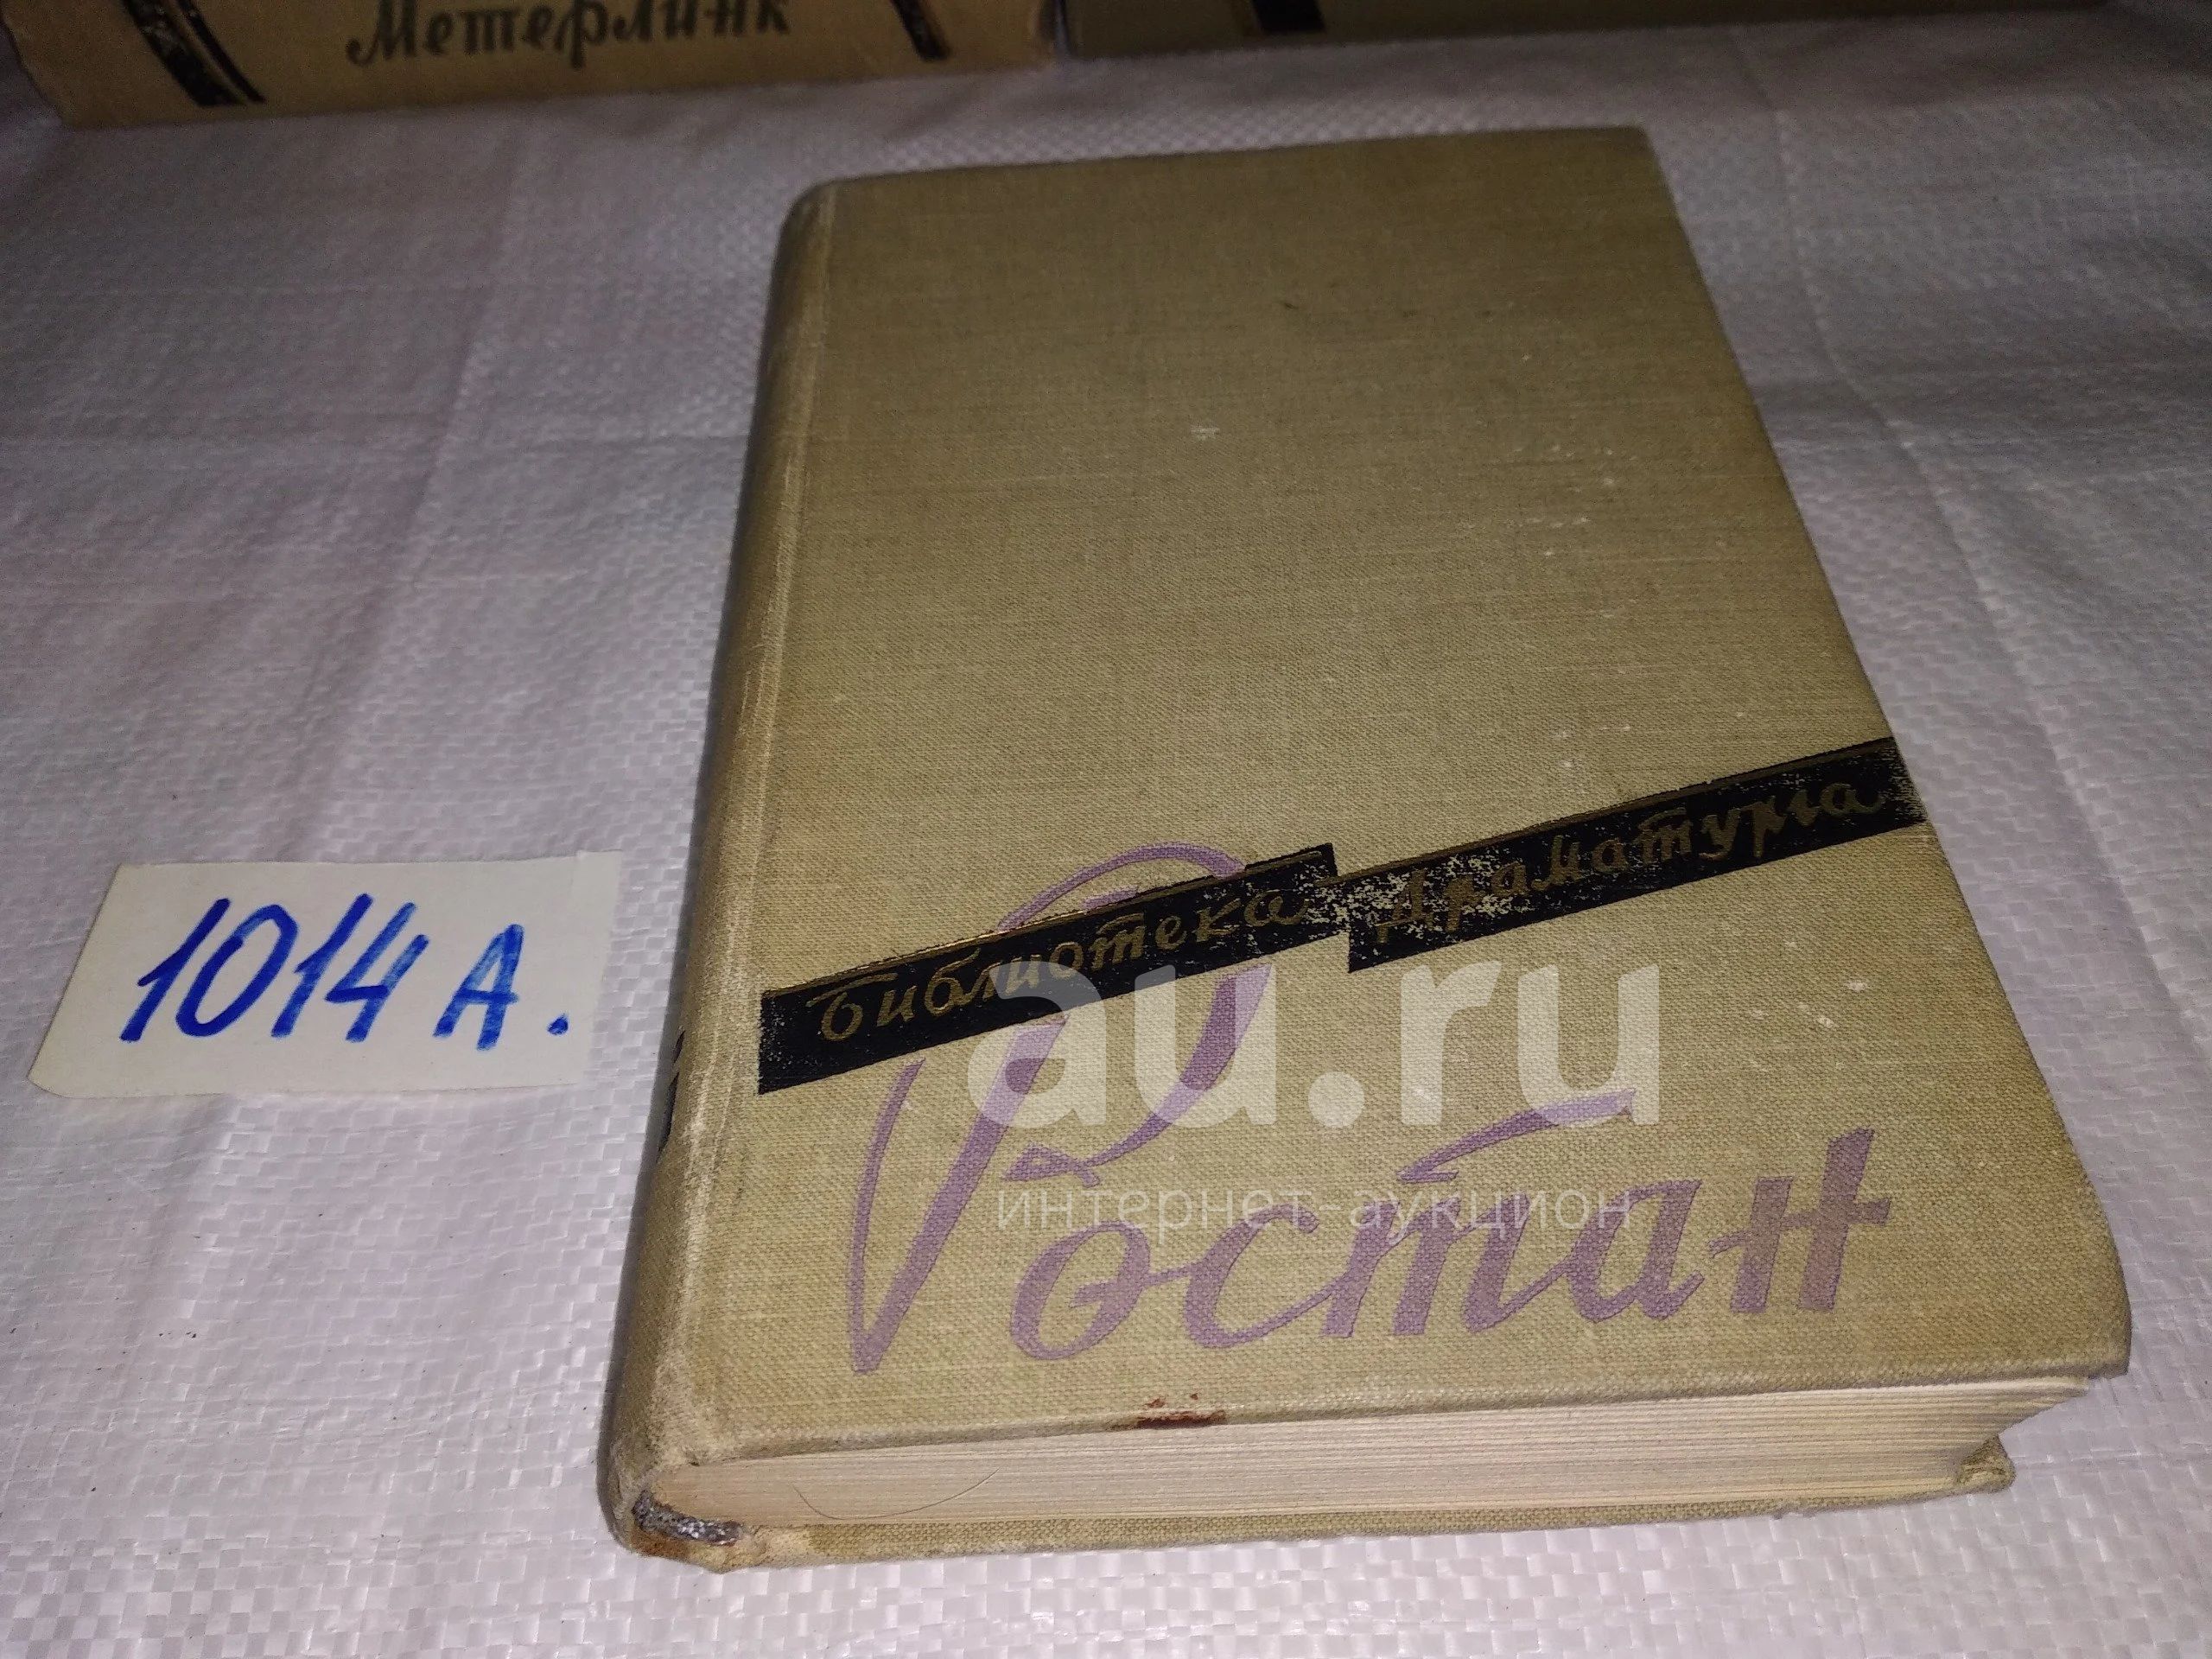 Метерлинк
Библиотека драматурга
1014 А.
au.ru
интернет-аукцион
Ростан